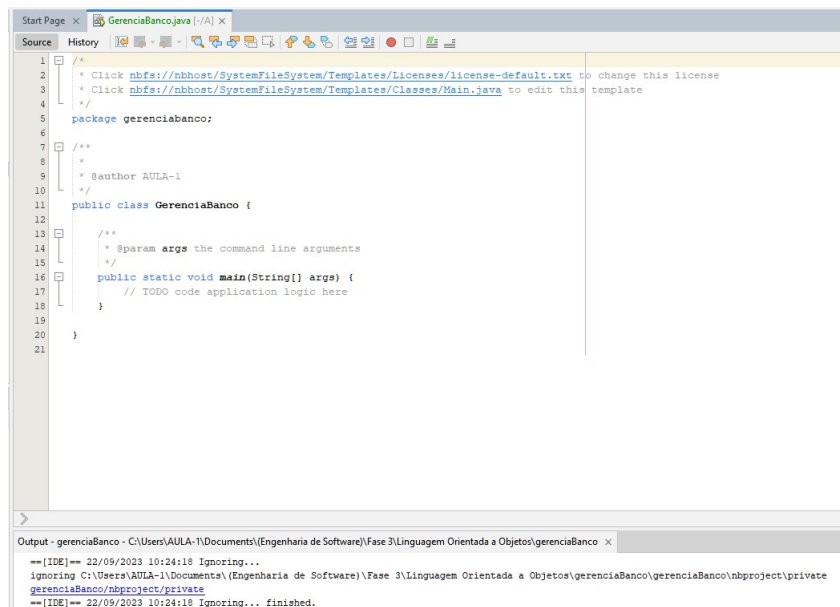 Start Page
GerenciaBanco.java [-/A]
Source History
1 /*
2 * Click nbfs://nbhost/SystemFileSystem/Templates/Licenses/license-default.txt to change this license
3 * Click nbfs://nbhost/SystemFileSystem/Templates/Classes/Main.java to edit this template
4 */
5 package gerenciabanco;
6
7 /**
8 *
9 * @author AULA-1
10 */
11 public class GerenciaBanco {
12
13 /**
14 * @param args the command line arguments
15 */
16 public static void main(String[] args) {
17 // TODO code application logic here
18 }
19
20 }
21
Output - gerenciaBanco - C:\Users\AULA-1\Documents\(Engenharia de Software)\Fase 3\Linguagem Orientada a Objetos\gerenciaBanco
==[IDE]== 22/09/2023 10:24:18 Ignoring...
ignoring C:\Users\AULA-1\Documents\(Engenharia de Software)\Fase 3\Linguagem Orientada a Objetos\gerenciaBanco\gerenciaBanco\nbproject\private
gerenciaBanco/nbproject/private
==[IDE]== 22/09/2023 10:24:18 Ignoring... finished.